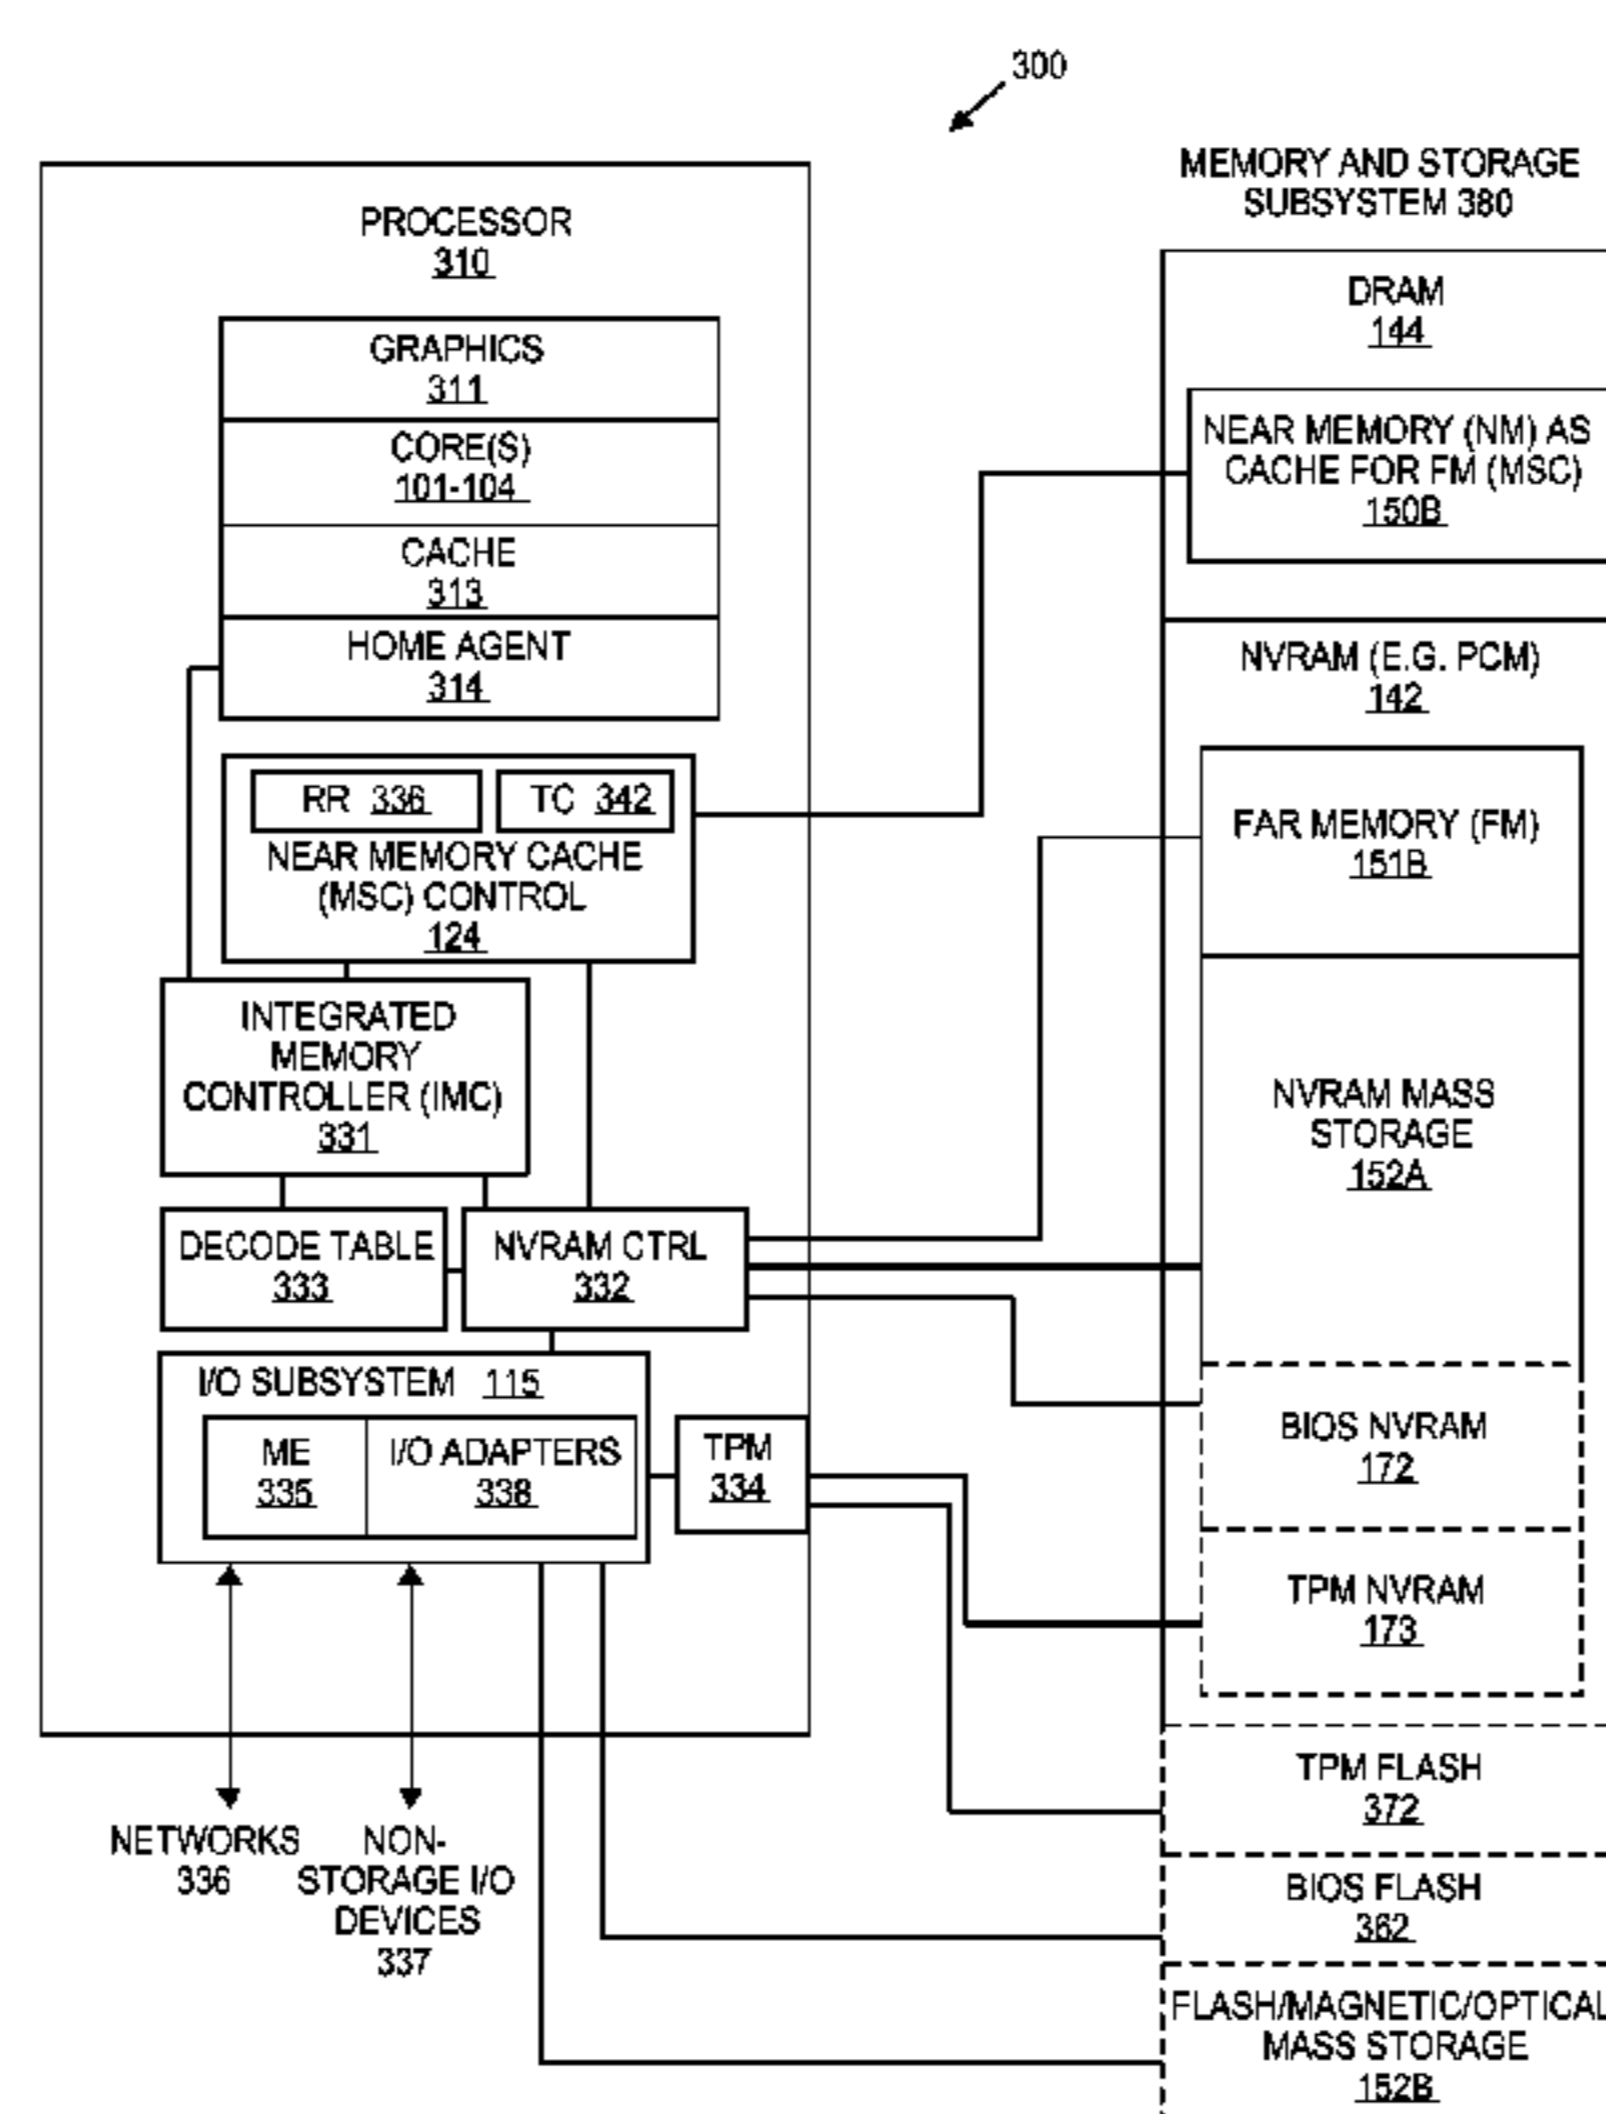 300
MEMORY AND STORAGE
SUBSYSTEM 380
PROCESSOR
310
GRAPHICS
311
CORE(S)
101-104
CACHE
313
HOME AGENT
314
RR 336
TC 342
NEAR MEMORY CACHE
(MSC) CONTROL
124
INTEGRATED
MEMORY
CONTROLLER (IMC)
331
DECODE TABLE
333
NVRAM CTRL
332
I/O SUBSYSTEM 115
ME
335
I/O ADAPTERS
338
TPM
334
NETWORKS
336
NON-
STORAGE I/O
DEVICES
337
DRAM
144
NEAR MEMORY (NM) AS
CACHE FOR FM (MSC)
150B
NVRAM (E.G. PCM)
142
FAR MEMORY (FM)
151B
NVRAM MASS
STORAGE
152A
BIOS NVRAM
172
TPM NVRAM
173
TPM FLASH
372
BIOS FLASH
362
FLASH/MAGNETIC/OPTICAL
MASS STORAGE
152B